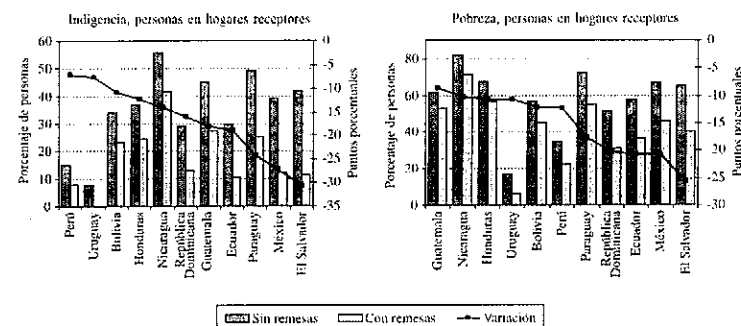 Indigencia, personas en hogares receptores
Porcentaje de personas
60
50
40
30
20
10
0
0
-5
-10
-15
-20
-25
-30
-35
Puntos porcentuales
Perú
Uruguay
Bolivia
Honduras
Nicaragua
República
Dominicana
Guatemala
Ecuador
Paraguay
México
El Salvador
Pobreza, personas en hogares receptores
Porcentaje de personas
80
60
40
20
0
0
-5
-10
-15
-20
-25
-30
Puntos porcentuales
Guatemala
Nicaragua
Honduras
Uruguay
Bolivia
Perú
Paraguay
República
Dominicana
Ecuador
México
El Salvador
Sin remesas
Con remesas
Variación